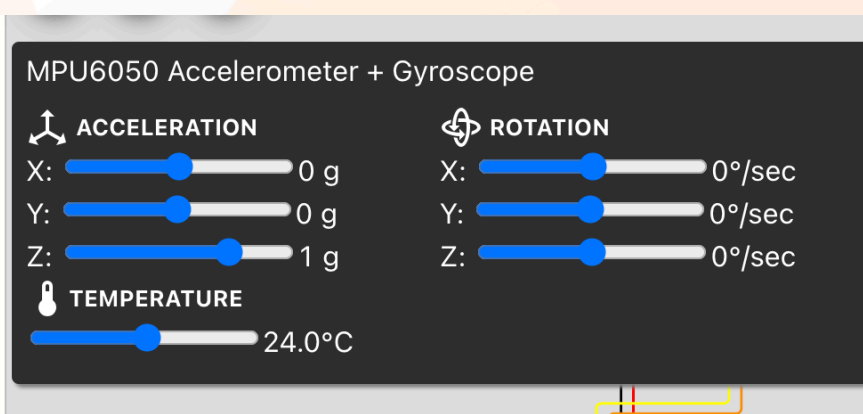 MPU6050 Accelerometer + Gyroscope
ACCELERATION
X: 0 g
Y: 0 g
Z: 1 g
ROTATION
X: 0°/sec
Y: 0°/sec
Z: 0°/sec
TEMPERATURE
24.0°C